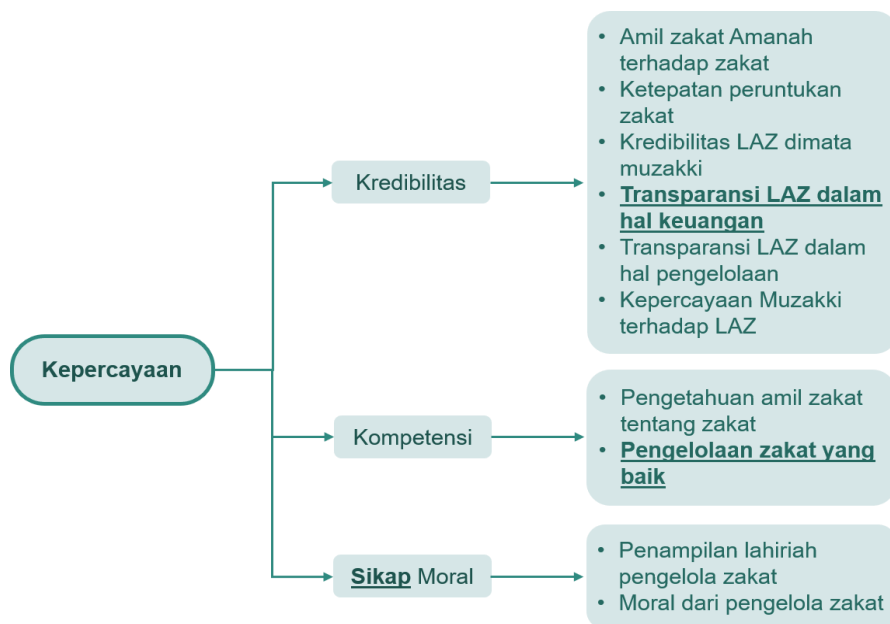 Kepercayaan
Kredibilitas
• Amil zakat Amanah
terhadap zakat
• Ketepatan peruntukan
zakat
• Kredibilitas LAZ dimata
muzakki
• Transparansi LAZ dalam
hal keuangan
• Transparansi LAZ dalam
hal pengelolaan
• Kepercayaan Muzakki
terhadap LAZ
Kompetensi
• Pengetahuan amil zakat
tentang zakat
• Pengelolaan zakat yang
baik
Sikap Moral
• Penampilan lahiriah
pengelola zakat
• Moral dari pengelola zakat